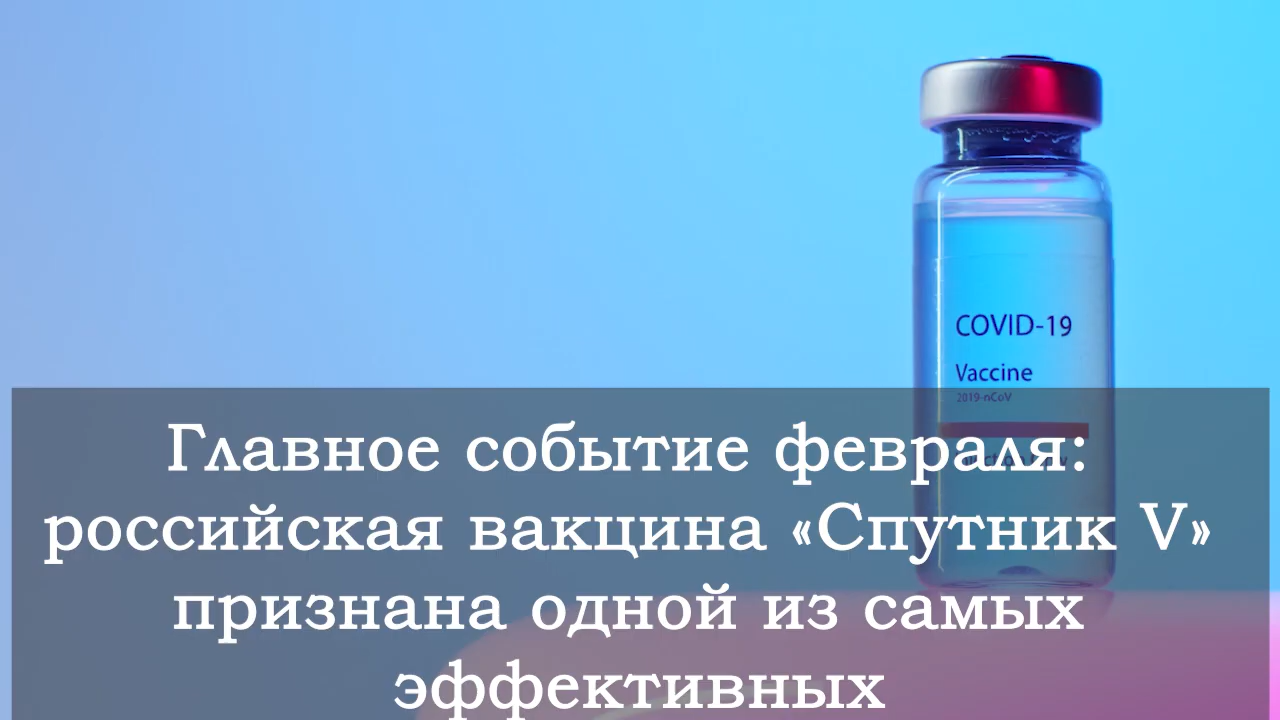 COVID-19
Vaccine
2019-nCoV
Главное событие февраля:
российская вакцина «Спутник V»
признана одной из самых
эффективных